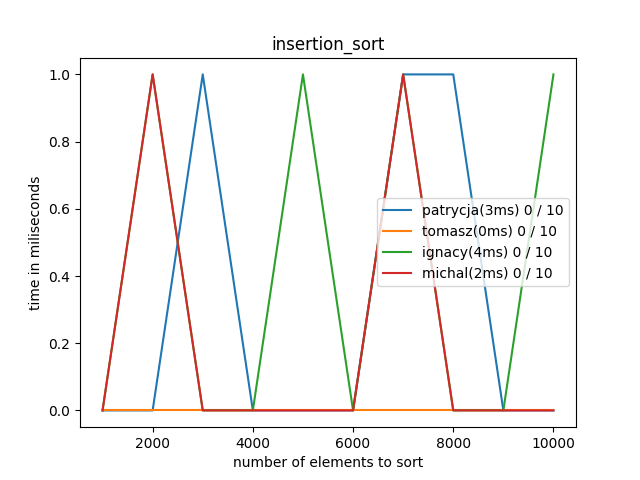 insertion_sort
time in miliseconds
1.0
0.8
0.6
0.4
0.2
0.0
patrycja(3ms) 0 / 10
tomasz(0ms) 0 / 10
ignacy(4ms) 0 / 10
michal(2ms) 0 / 10
2000 4000 6000 8000 10000
number of elements to sort